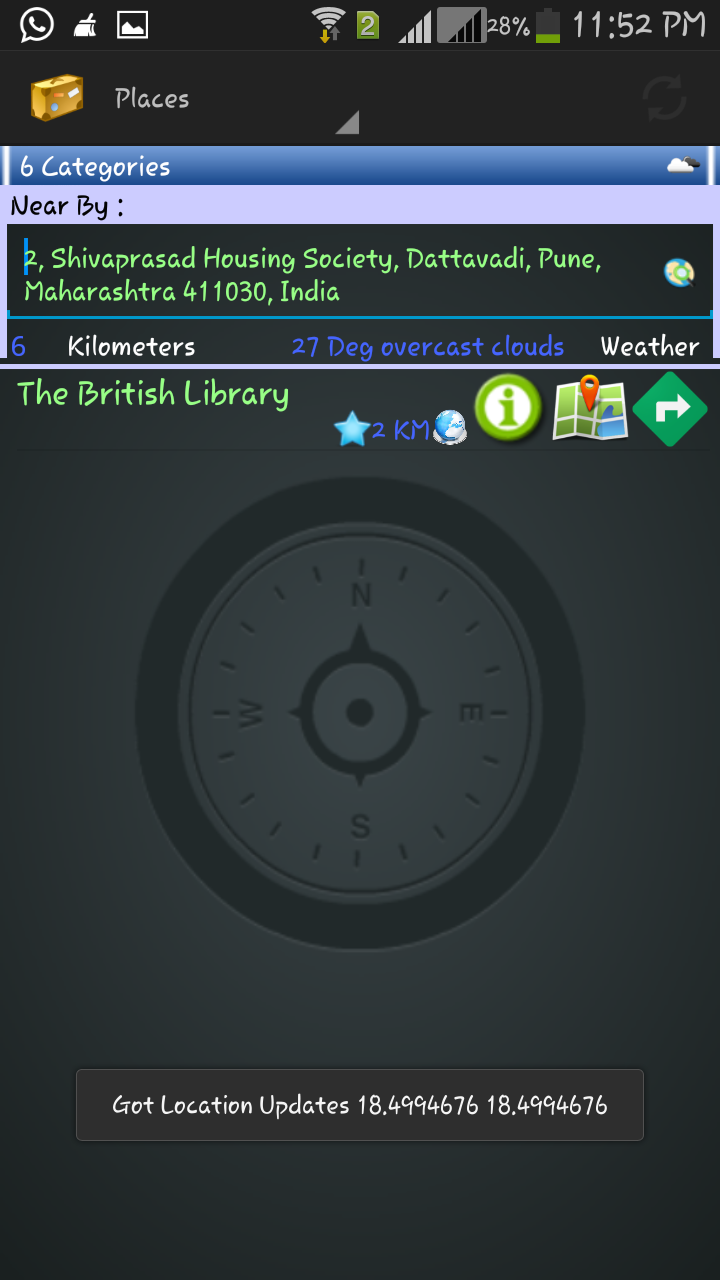 2
28%
11:52 PM
Places
6 Categories
Near By :
2, Shivaprasad Housing Society, Dattavadi, Pune,
Maharashtra 411030, India
6 Kilometers 27 Deg overcast clouds Weather
The British Library
2 KM
N
W E
S
Got Location Updates 18.4994676 18.4994676